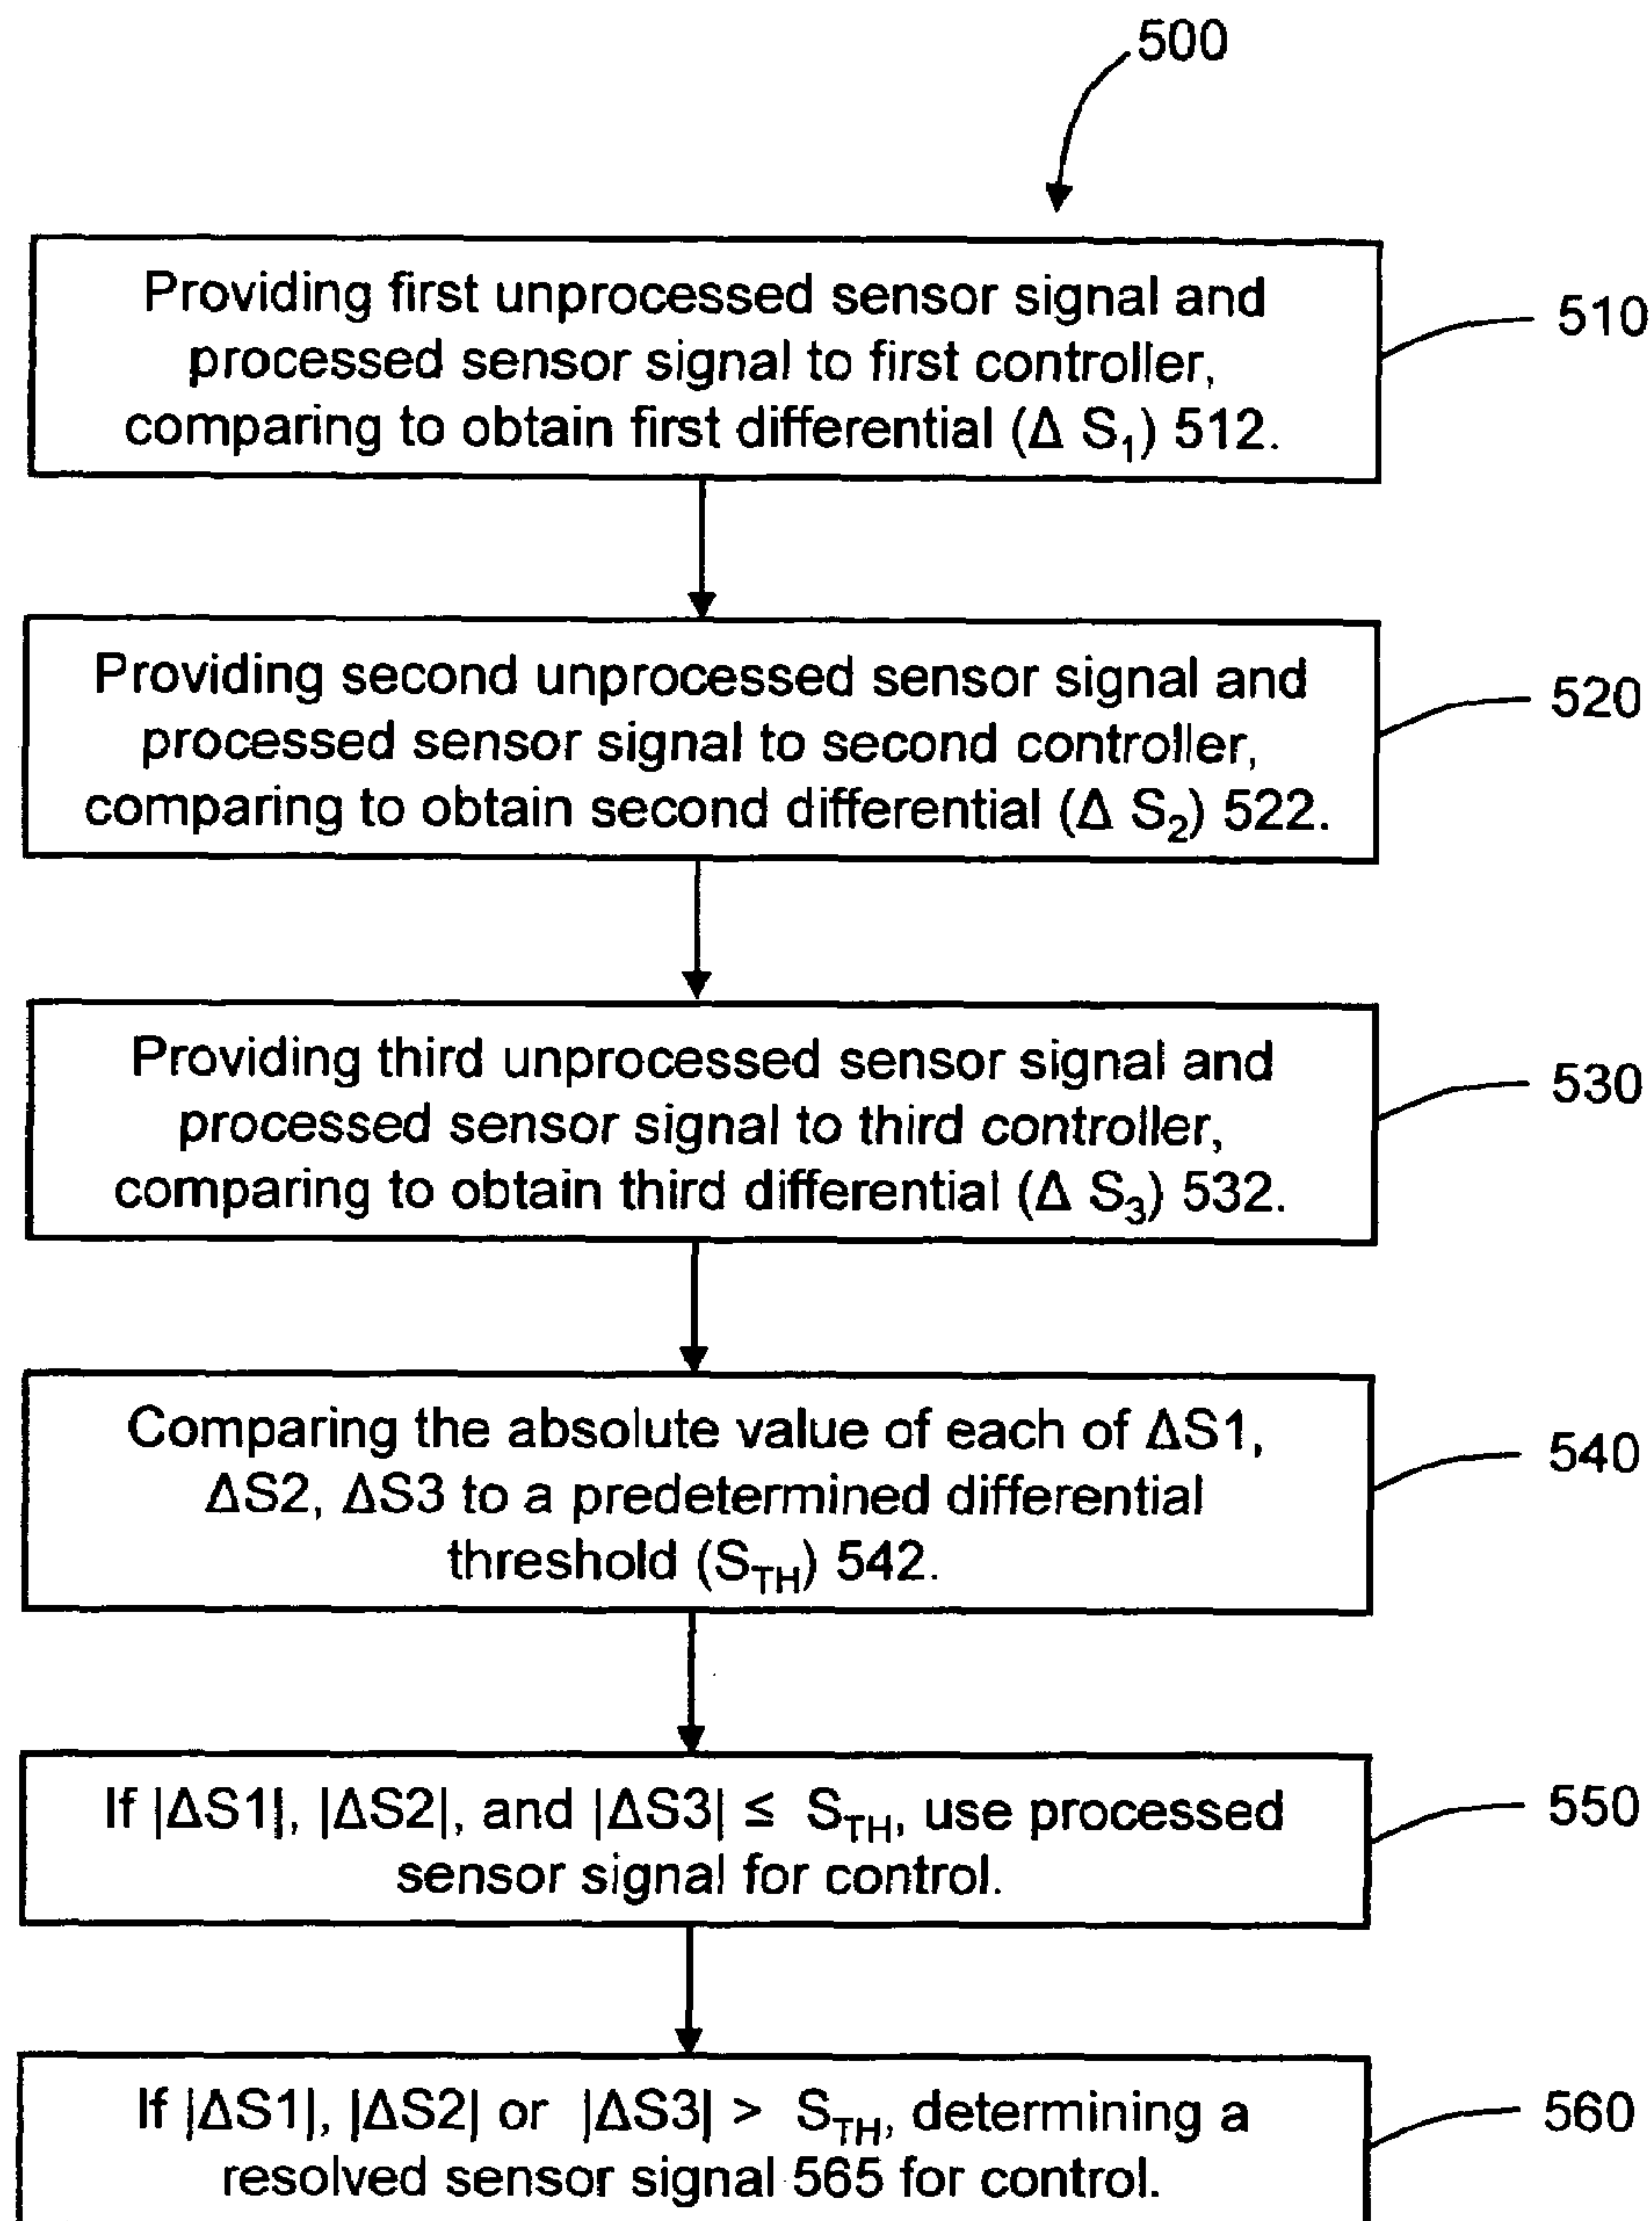 500
Providing first unprocessed sensor signal and
processed sensor signal to first controller,
comparing to obtain first differential (Δ S₁) 512.
510
Providing second unprocessed sensor signal and
processed sensor signal to second controller,
comparing to obtain second differential (Δ S₂) 522.
520
Providing third unprocessed sensor signal and
processed sensor signal to third controller,
comparing to obtain third differential (Δ S₃) 532.
530
Comparing the absolute value of each of ΔS1,
ΔS2, ΔS3 to a predetermined differential
threshold (S_TH) 542.
540
If |ΔS1|, |ΔS2|, and |ΔS3| ≤ S_TH, use processed
sensor signal for control.
550
If |ΔS1|, |ΔS2| or |ΔS3| > S_TH, determining a
resolved sensor signal 565 for control.
560